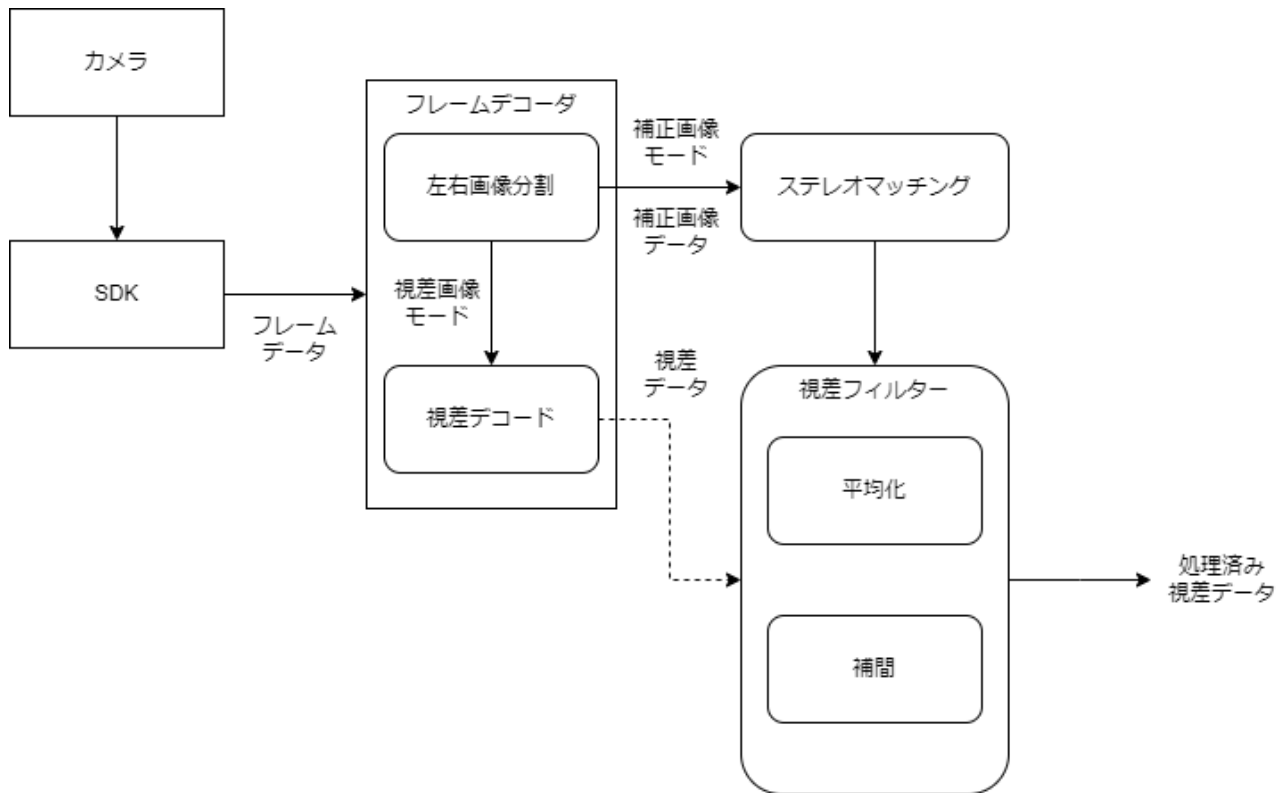 カメラ
SDK
フレーム
データ
フレームデコーダ
左右画像分割
視差画像
モード
視差デコード
補正画像
モード
補正画像
データ
ステレオマッチング
視差
データ
視差フィルター
平均化
補間
処理済み
視差データ